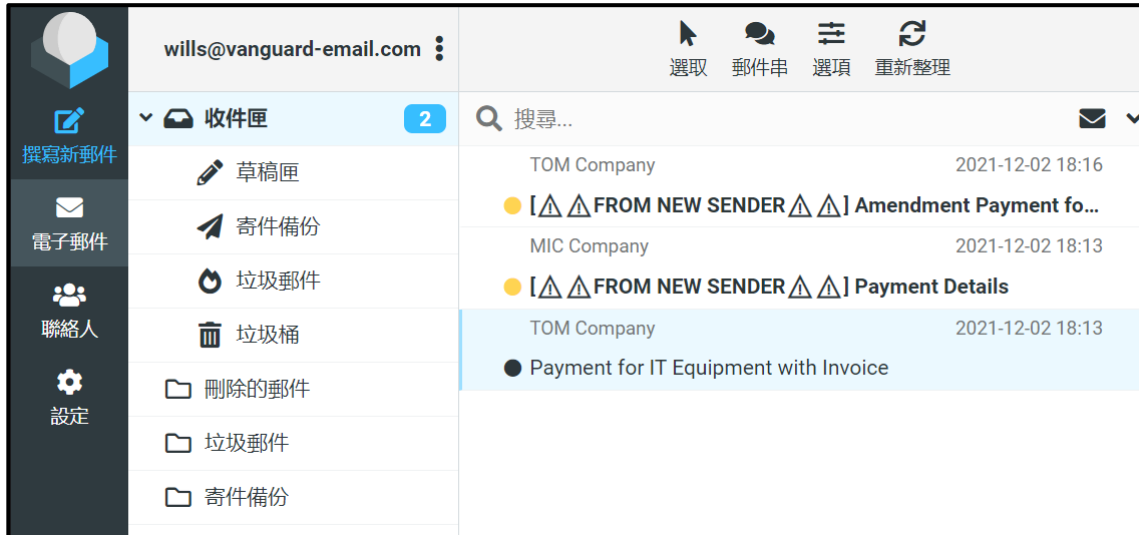 wills@vanguard-email.com
選取
郵件串
選項
重新整理
撰寫新郵件
電子郵件
聯絡人
設定
收件匣 2
草稿匣
寄件備份
垃圾郵件
垃圾桶
刪除的郵件
垃圾郵件
寄件備份
搜尋...
TOM Company 2021-12-02 18:16
[⚠ ⚠ FROM NEW SENDER ⚠ ⚠] Amendment Payment fo...
MIC Company 2021-12-02 18:13
[⚠ ⚠ FROM NEW SENDER ⚠ ⚠] Payment Details
TOM Company 2021-12-02 18:13
Payment for IT Equipment with Invoice